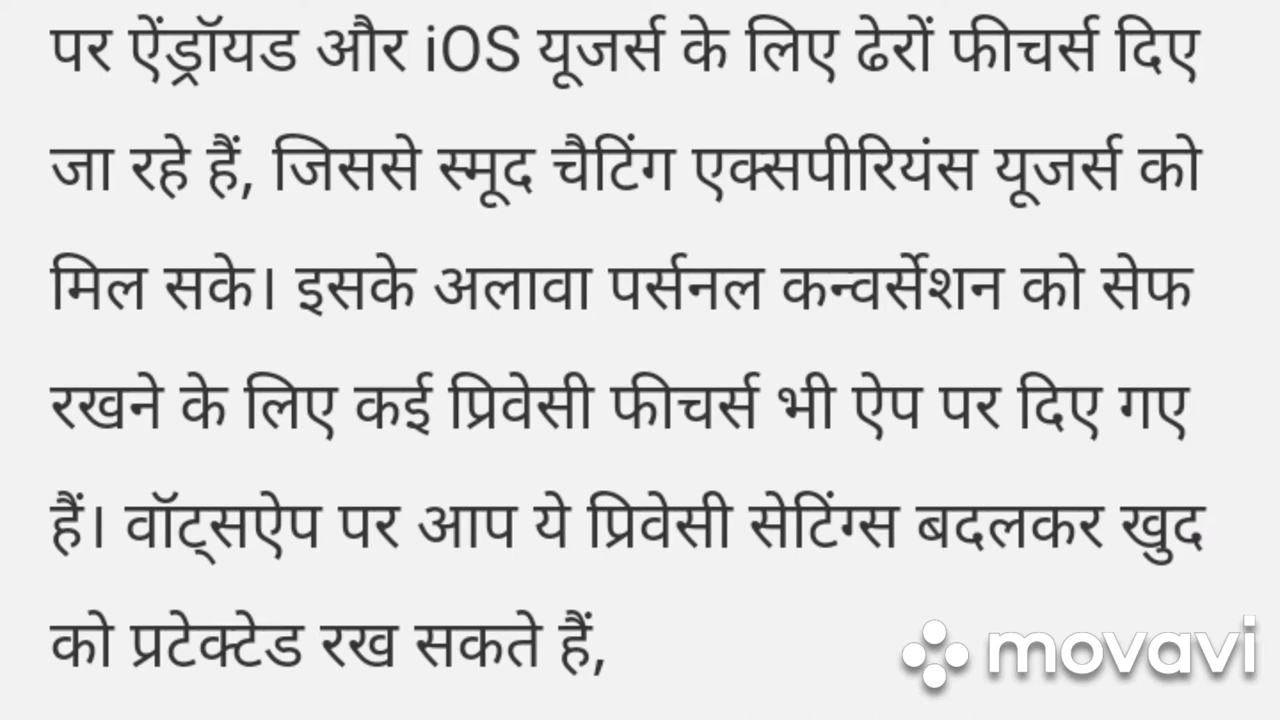 पर ऐंड्रॉयड और iOS यूजर्स के लिए ढेरों फीचर्स दिए
जा रहे हैं, जिससे स्मूद चैटिंग एक्सपीरियंस यूजर्स को
मिल सके। इसके अलावा पर्सनल कन्वर्सेशन को सेफ
रखने के लिए कई प्रिवेसी फीचर्स भी ऐप पर दिए गए
हैं। वॉट्सऐप पर आप ये प्रिवेसी सेटिंग्स बदलकर खुद
को प्रटेक्टेड रख सकते हैं,
movavi